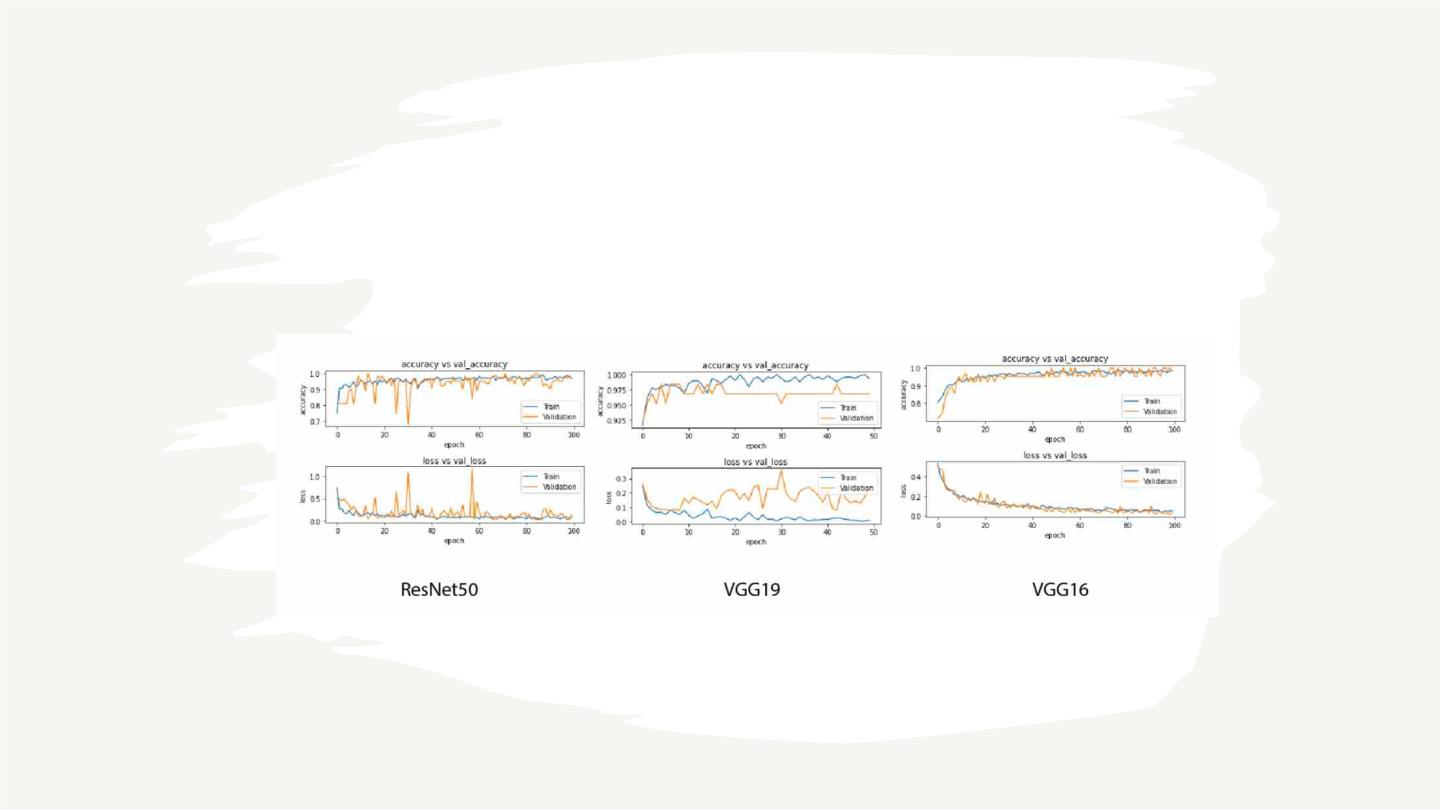 accuracy vs val_accuracy
accuracy
1.0
0.9
0.8
0.7
Train
Validation
0 20 40 60 80 100
epoch
loss vs val_loss
loss
1.0
0.5
0.0
Train
Validation
0 20 40 60 80 100
epoch
ResNet50
accuracy vs val_accuracy
accuracy
1.000
0.975
0.950
0.925
Train
Validation
0 10 20 30 40 50
epoch
loss vs val_loss
loss
0.3
0.2
0.1
0.0
Train
Validation
0 10 20 30 40 50
epoch
VGG19
accuracy vs val_accuracy
accuracy
1.0
0.9
0.8
Train
Validation
0 20 40 60 80 100
epoch
loss vs val_loss
loss
0.4
0.2
0.0
Train
Validation
0 20 40 60 80 100
epoch
VGG16